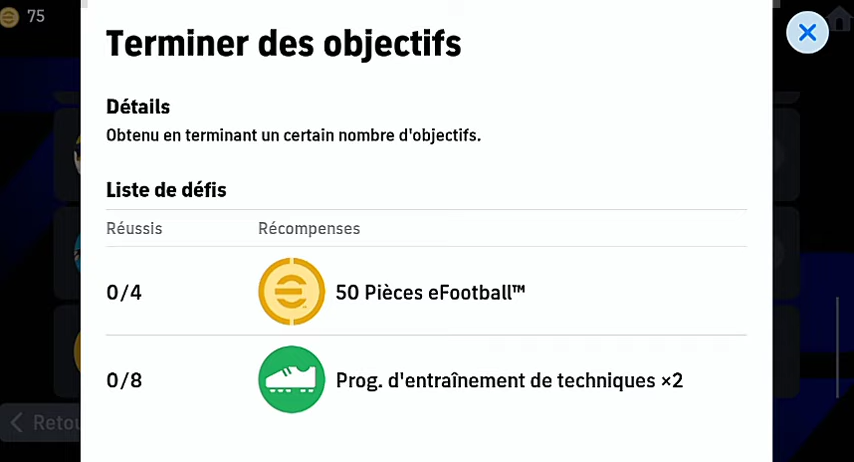 75
Terminer des objectifs
Détails
Obtenu en terminant un certain nombre d'objectifs.
Liste de défis
Réussis Récompenses
0/4 50 Pièces eFootball™
0/8 Prog. d'entraînement de techniques ×2